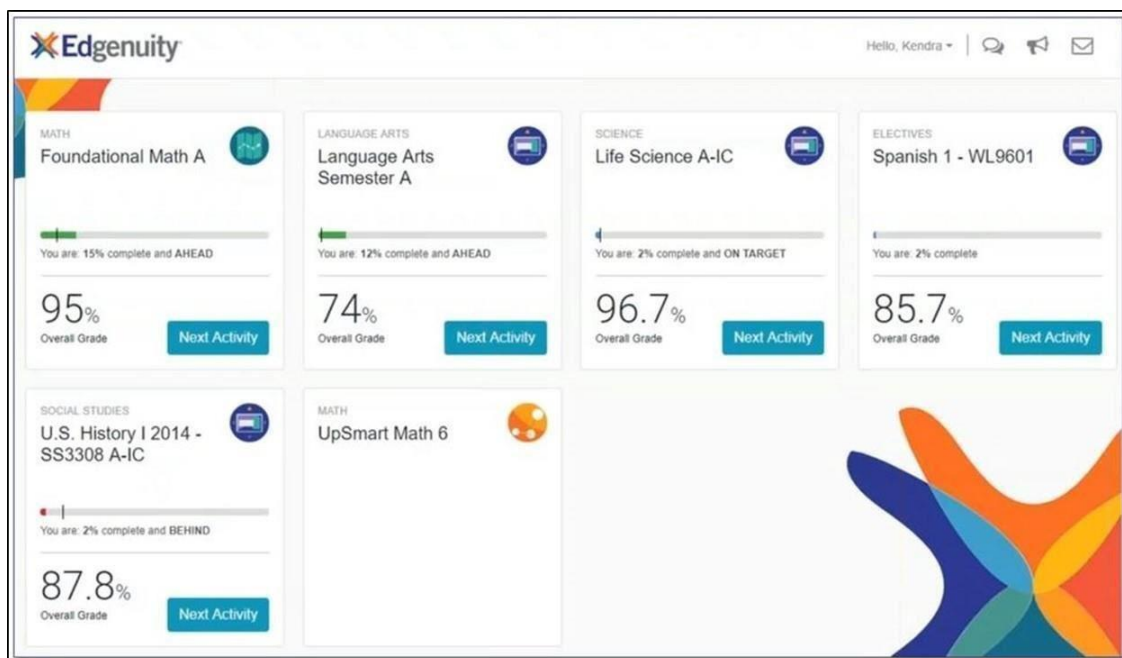 Edgenuity
Hello, Kendra
MATH
Foundational Math A
You are: 15% complete and AHEAD
95%
Overall Grade
Next Activity
LANGUAGE ARTS
Language Arts
Semester A
You are: 12% complete and AHEAD
74%
Overall Grade
Next Activity
SCIENCE
Life Science A-IC
You are: 2% complete and ON TARGET
96.7%
Overall Grade
Next Activity
ELECTIVES
Spanish 1 - WL9601
You are: 2% complete
85.7%
Overall Grade
Next Activity
SOCIAL STUDIES
U.S. History I 2014 -
SS3308 A-IC
You are: 2% complete and BEHIND
87.8%
Overall Grade
Next Activity
MATH
UpSmart Math 6